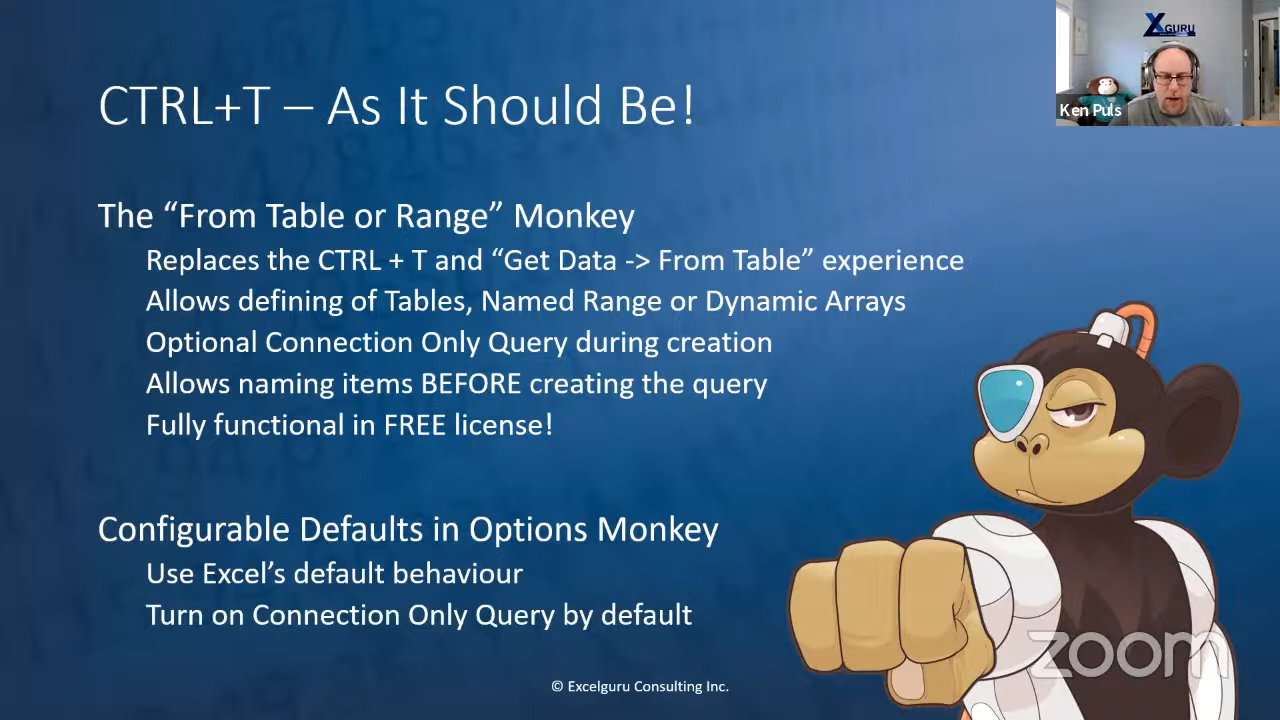 CTRL+T – As It Should Be!
XGURU
Ken Puls
The “From Table or Range” Monkey
Replaces the CTRL + T and “Get Data -> From Table” experience
Allows defining of Tables, Named Range or Dynamic Arrays
Optional Connection Only Query during creation
Allows naming items BEFORE creating the query
Fully functional in FREE license!
Configurable Defaults in Options Monkey
Use Excel’s default behaviour
Turn on Connection Only Query by default
zoom
© Excelguru Consulting Inc.